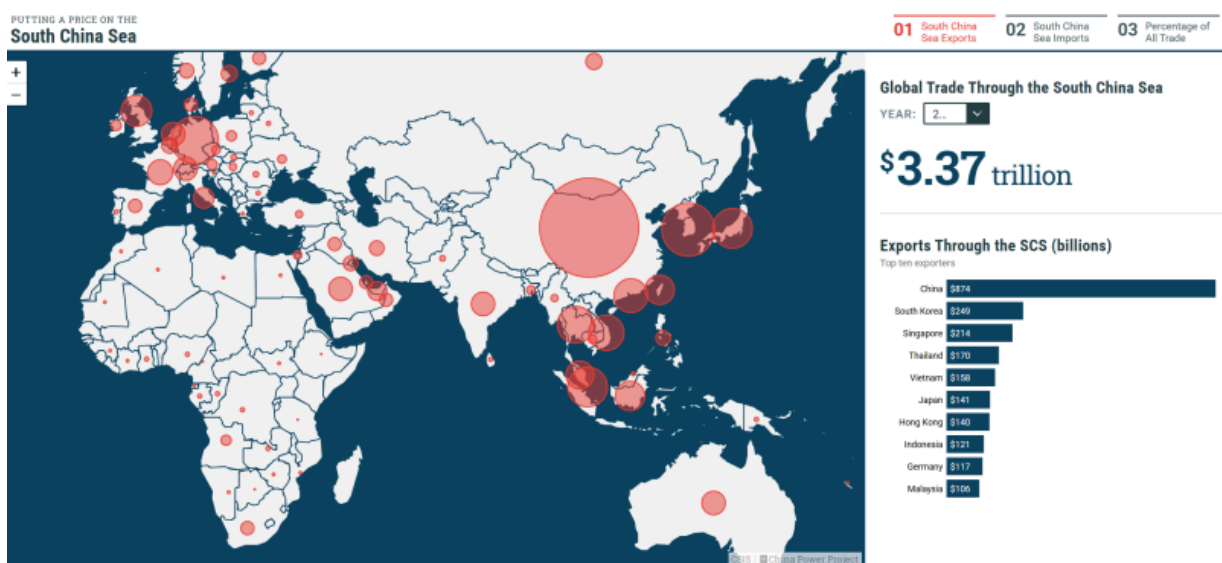 PUTTING A PRICE ON THE
South China Sea
01 South China Sea Exports
02 South China Sea Imports
03 Percentage of All Trade
+
−
Global Trade Through the South China Sea
YEAR: 2...
$3.37 trillion
Exports Through the SCS (billions)
Top ten exporters
China $874
South Korea $249
Singapore $214
Thailand $170
Vietnam $158
Japan $141
Hong Kong $140
Indonesia $121
Germany $117
Malaysia $106
CSIS | China Power Project